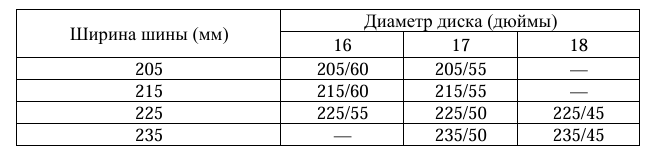 Ширина шины (мм) Диаметр диска (дюймы)
16 17 18
205 205/60 205/55 —
215 215/60 215/55 —
225 225/55 225/50 225/45
235 — 235/50 235/45